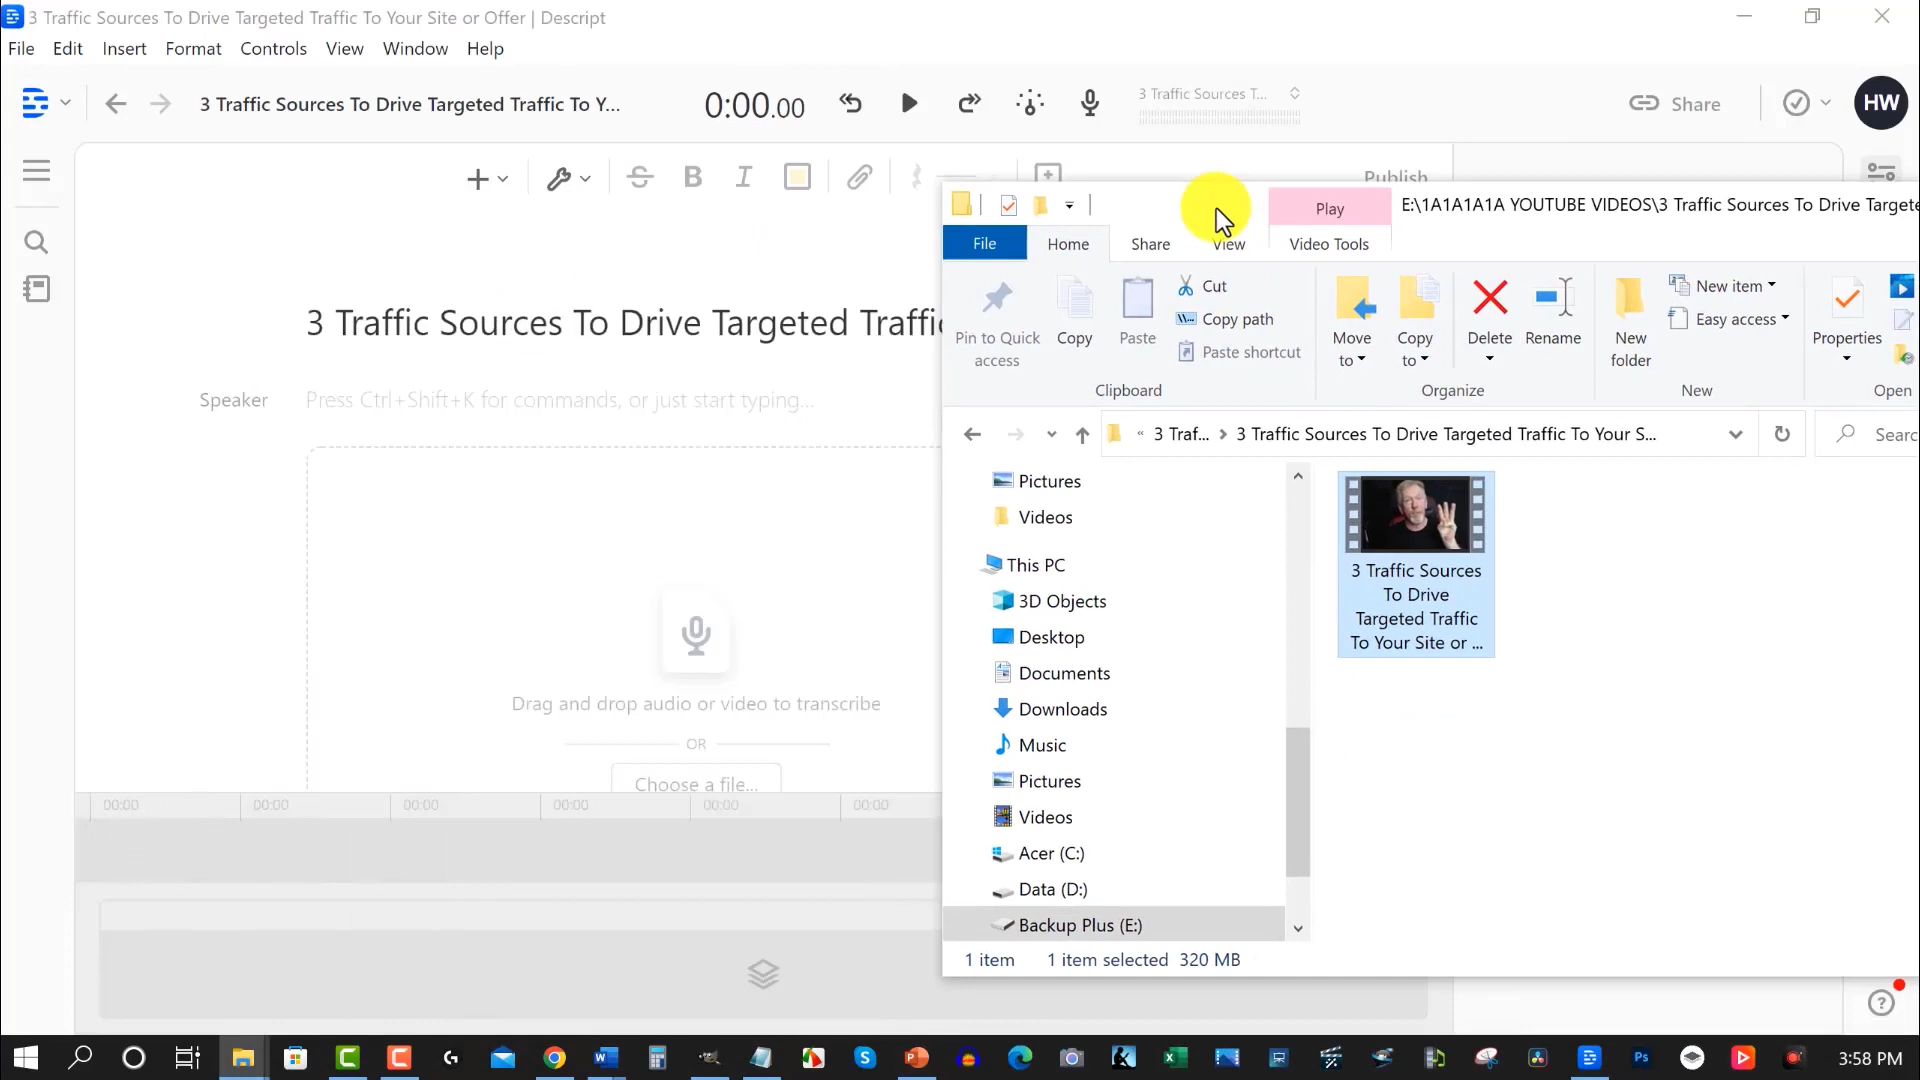 3 Traffic Sources To Drive Targeted Traffic To Your Site or Offer | Descript
File Edit Insert Format Controls View Window Help
3 Traffic Sources To Drive Targeted Traffic To Y...
0:00.00
3 Traffic Sources T...
Share
HW
Publish
3 Traffic Sources To Drive Targeted Traffic
Speaker
Press Ctrl+Shift+K for commands, or just start typing...
Drag and drop audio or video to transcribe
OR
Choose a file...
00:00 00:00 00:00 00:00 00:00 00:00
Play
E:\1A1A1A1A YOUTUBE VIDEOS\3 Traffic Sources To Drive Targete
File Home Share View Video Tools
Pin to Quick
access
Copy
Paste
Cut
Copy path
Paste shortcut
Clipboard
Move
to
Copy
to
Delete
Rename
Organize
New
folder
New item
Easy access
New
Properties
Open
« 3 Traf... > 3 Traffic Sources To Drive Targeted Traffic To Your S...
Searc
Pictures
Videos
This PC
3D Objects
Desktop
Documents
Downloads
Music
Pictures
Videos
Acer (C:)
Data (D:)
Backup Plus (E:)
3 Traffic Sources
To Drive
Targeted Traffic
To Your Site or ...
1 item 1 item selected 320 MB
3:58 PM